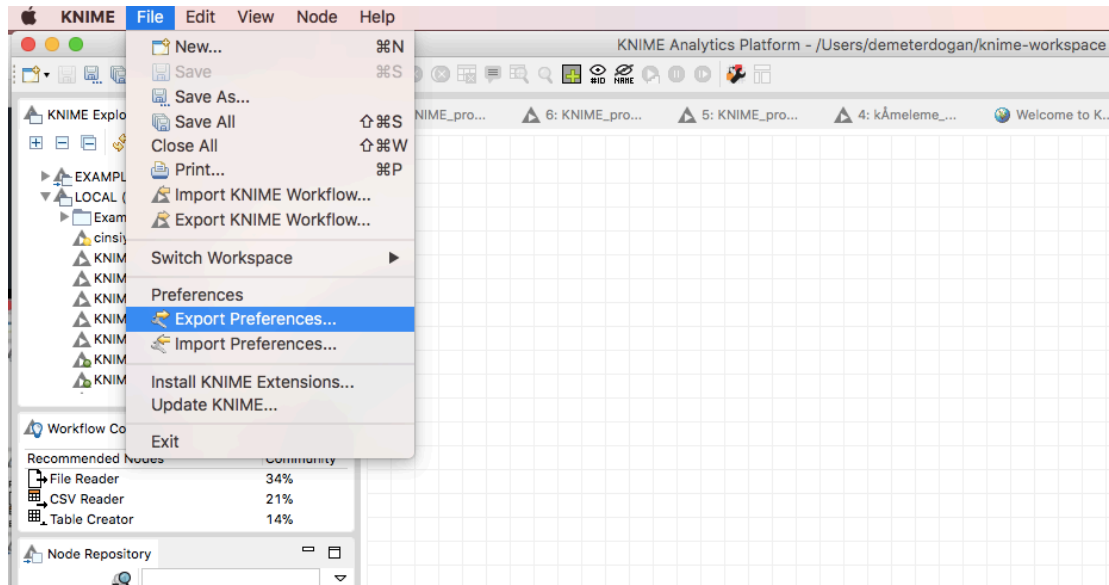 KNIME File Edit View Node Help
KNIME Analytics Platform - /Users/demeterdogan/knime-workspace
New... ⌘N
Save ⌘S
Save As...
Save All ⇧⌘S
Close All ⇧⌘W
Print... ⌘P
Import KNIME Workflow...
Export KNIME Workflow...
Switch Workspace ▶
Preferences
Export Preferences...
Import Preferences...
Install KNIME Extensions...
Update KNIME...
Exit
#ID NAME
KNIME Explo
NIME_pro... 6: KNIME_pro... 5: KNIME_pro... 4: kÅmeleme_... Welcome to K...
EXAMPL
LOCAL (
Exam
cinsiy
KNIM
KNIM
KNIM
KNIM
KNIM
KNIM
KNIM
Workflow Co
Recommended Nodes Community
File Reader 34%
CSV Reader 21%
Table Creator 14%
Node Repository